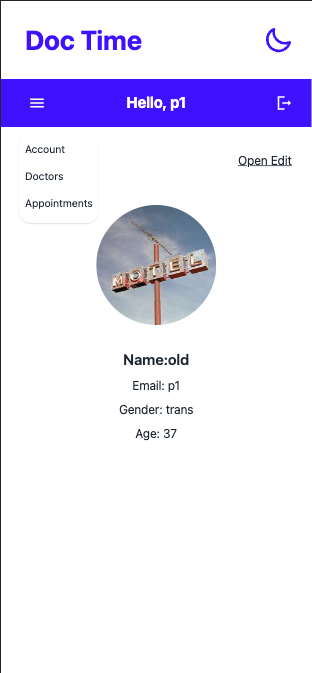 Doc Time
Hello, p1
Account
Doctors
Appointments
Open Edit
MOTEL
Name:old
Email: p1
Gender: trans
Age: 37